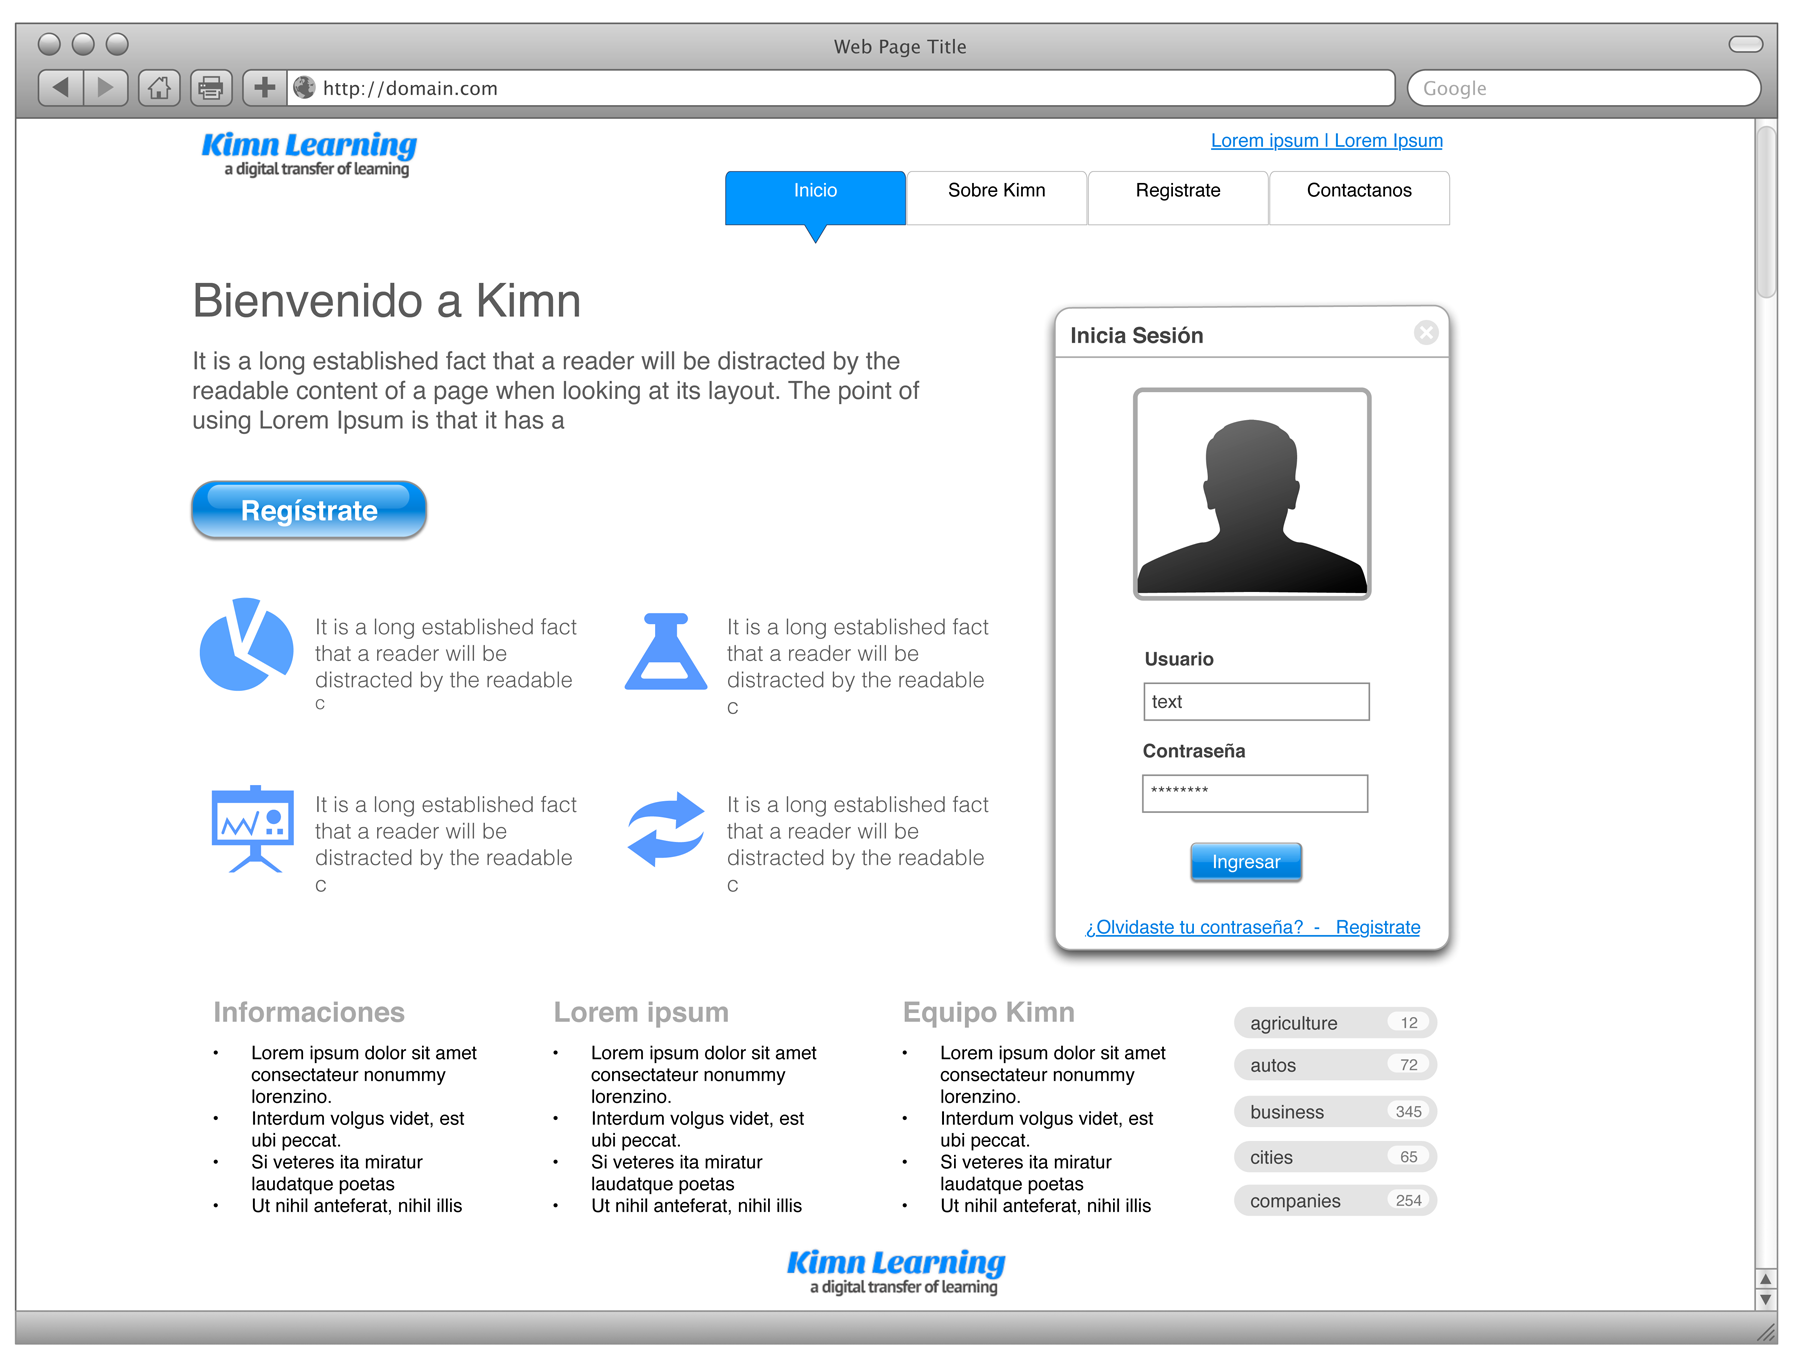 Web Page Title
http://domain.com
Google
Kimn Learning
a digital transfer of learning
Lorem ipsum | Lorem Ipsum
Inicio
Sobre Kimn
Registrate
Contactanos
Bienvenido a Kimn
It is a long established fact that a reader will be distracted by the
readable content of a page when looking at its layout. The point of
using Lorem Ipsum is that it has a
Regístrate
It is a long established fact
that a reader will be
distracted by the readable
c
It is a long established fact
that a reader will be
distracted by the readable
c
It is a long established fact
that a reader will be
distracted by the readable
c
It is a long established fact
that a reader will be
distracted by the readable
c
Inicia Sesión
Usuario
text
Contraseña
********
Ingresar
¿Olvidaste tu contraseña? - Registrate
Informaciones
• Lorem ipsum dolor sit amet
consectateur nonummy
lorenzino.
• Interdum volgus videt, est
ubi peccat.
• Si veteres ita miratur
laudatque poetas
• Ut nihil anteferat, nihil illis
Lorem ipsum
• Lorem ipsum dolor sit amet
consectateur nonummy
lorenzino.
• Interdum volgus videt, est
ubi peccat.
• Si veteres ita miratur
laudatque poetas
• Ut nihil anteferat, nihil illis
Equipo Kimn
• Lorem ipsum dolor sit amet
consectateur nonummy
lorenzino.
• Interdum volgus videt, est
ubi peccat.
• Si veteres ita miratur
laudatque poetas
• Ut nihil anteferat, nihil illis
agriculture 12
autos 72
business 345
cities 65
companies 254
Kimn Learning
a digital transfer of learning